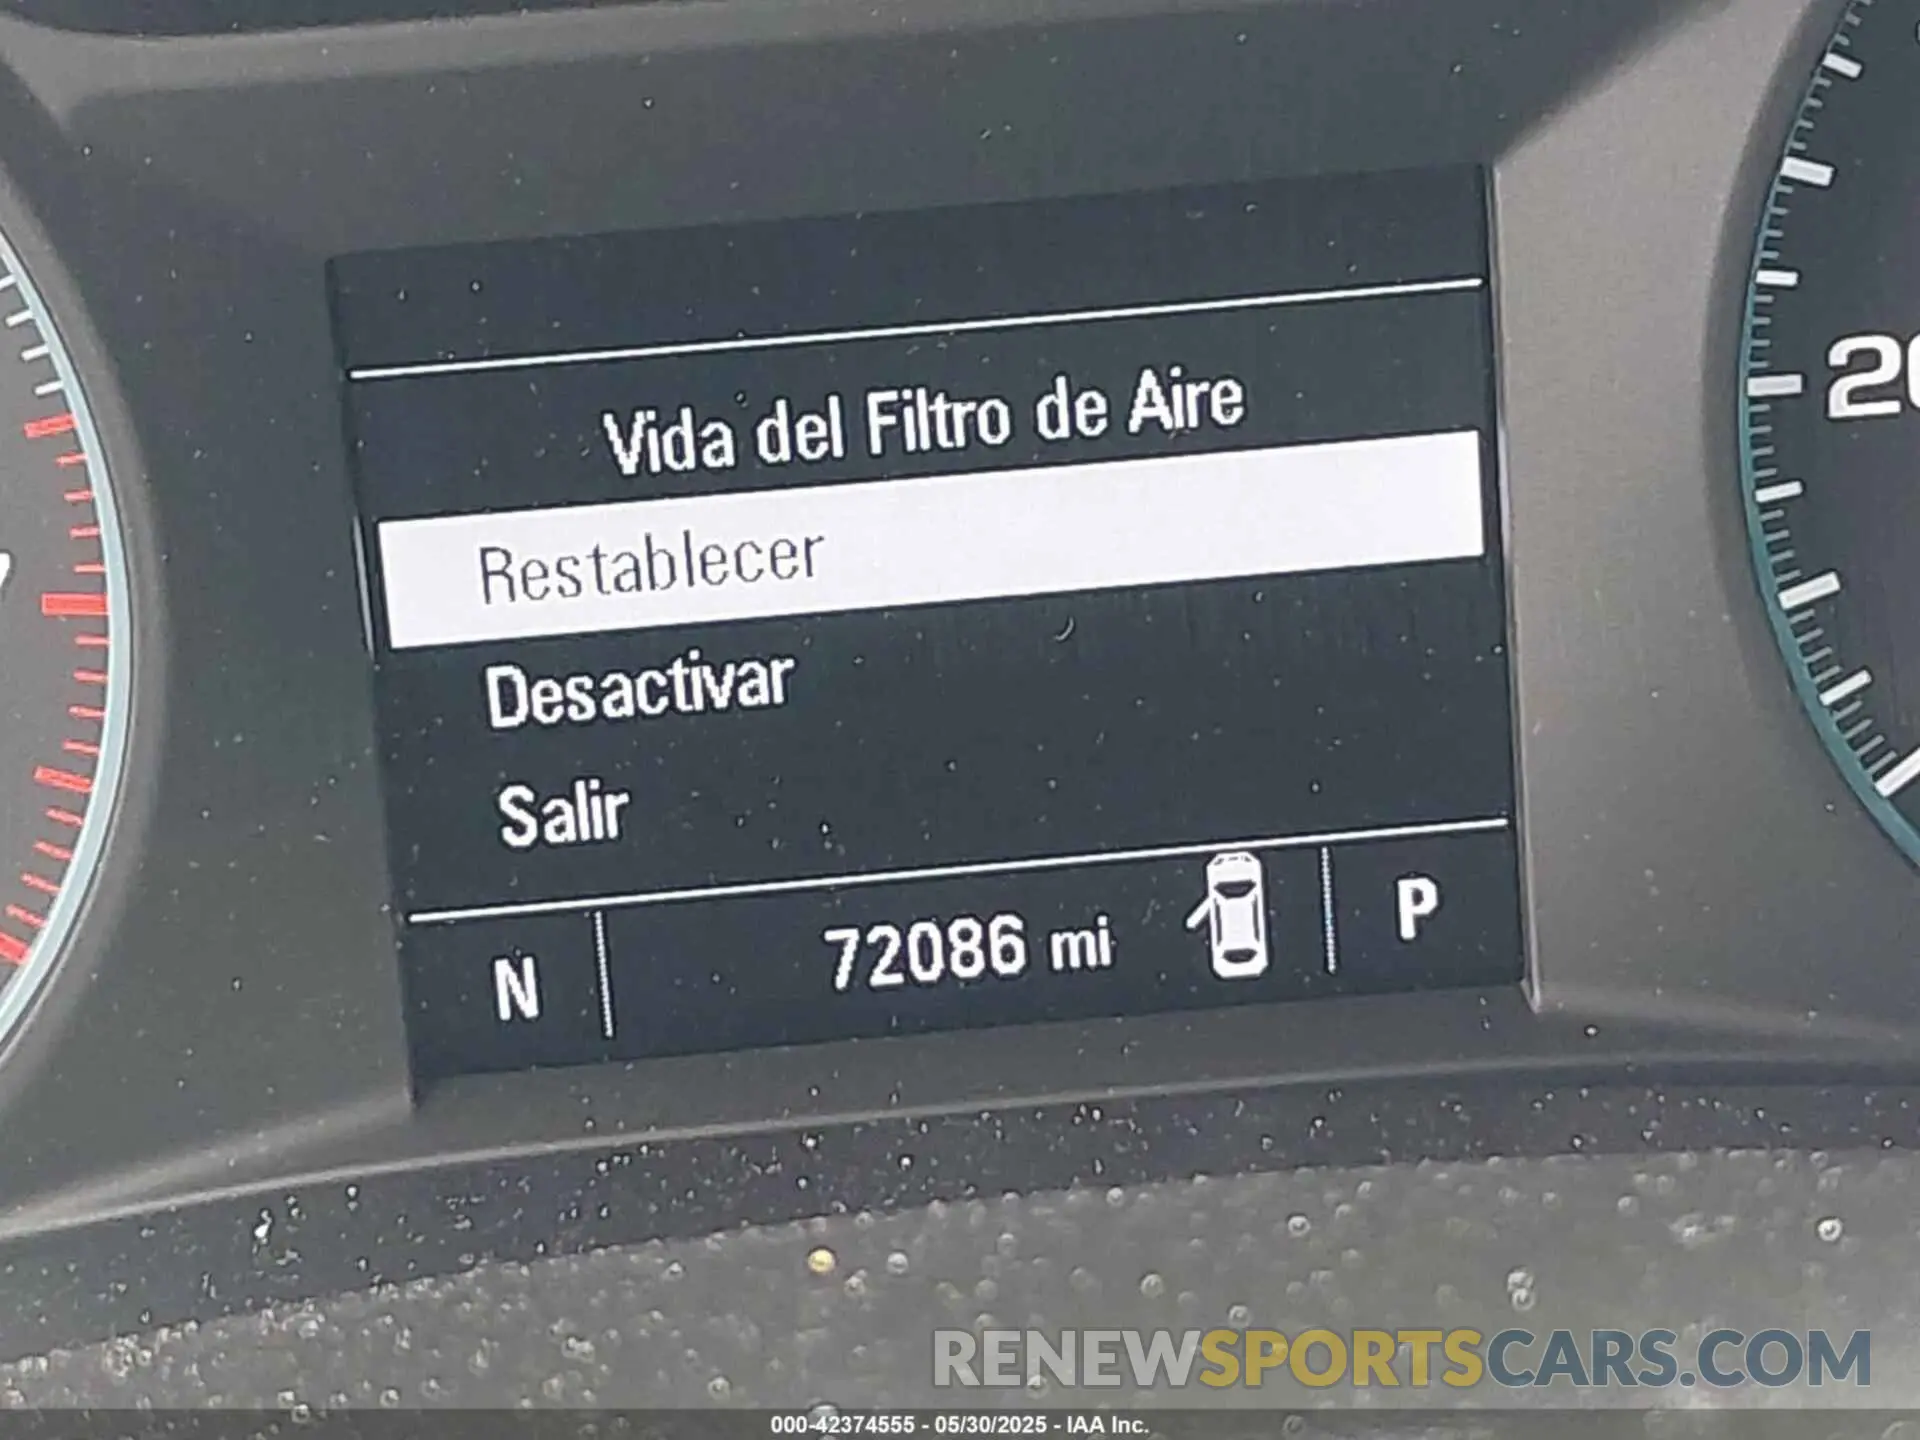 Vida del Filtro de Aire
Restablecer
Desactivar
Salir
N 72086 mi P
RENEWSPORTSCARS.COM
000-42374555 - 05/30/2025 - IAA Inc.